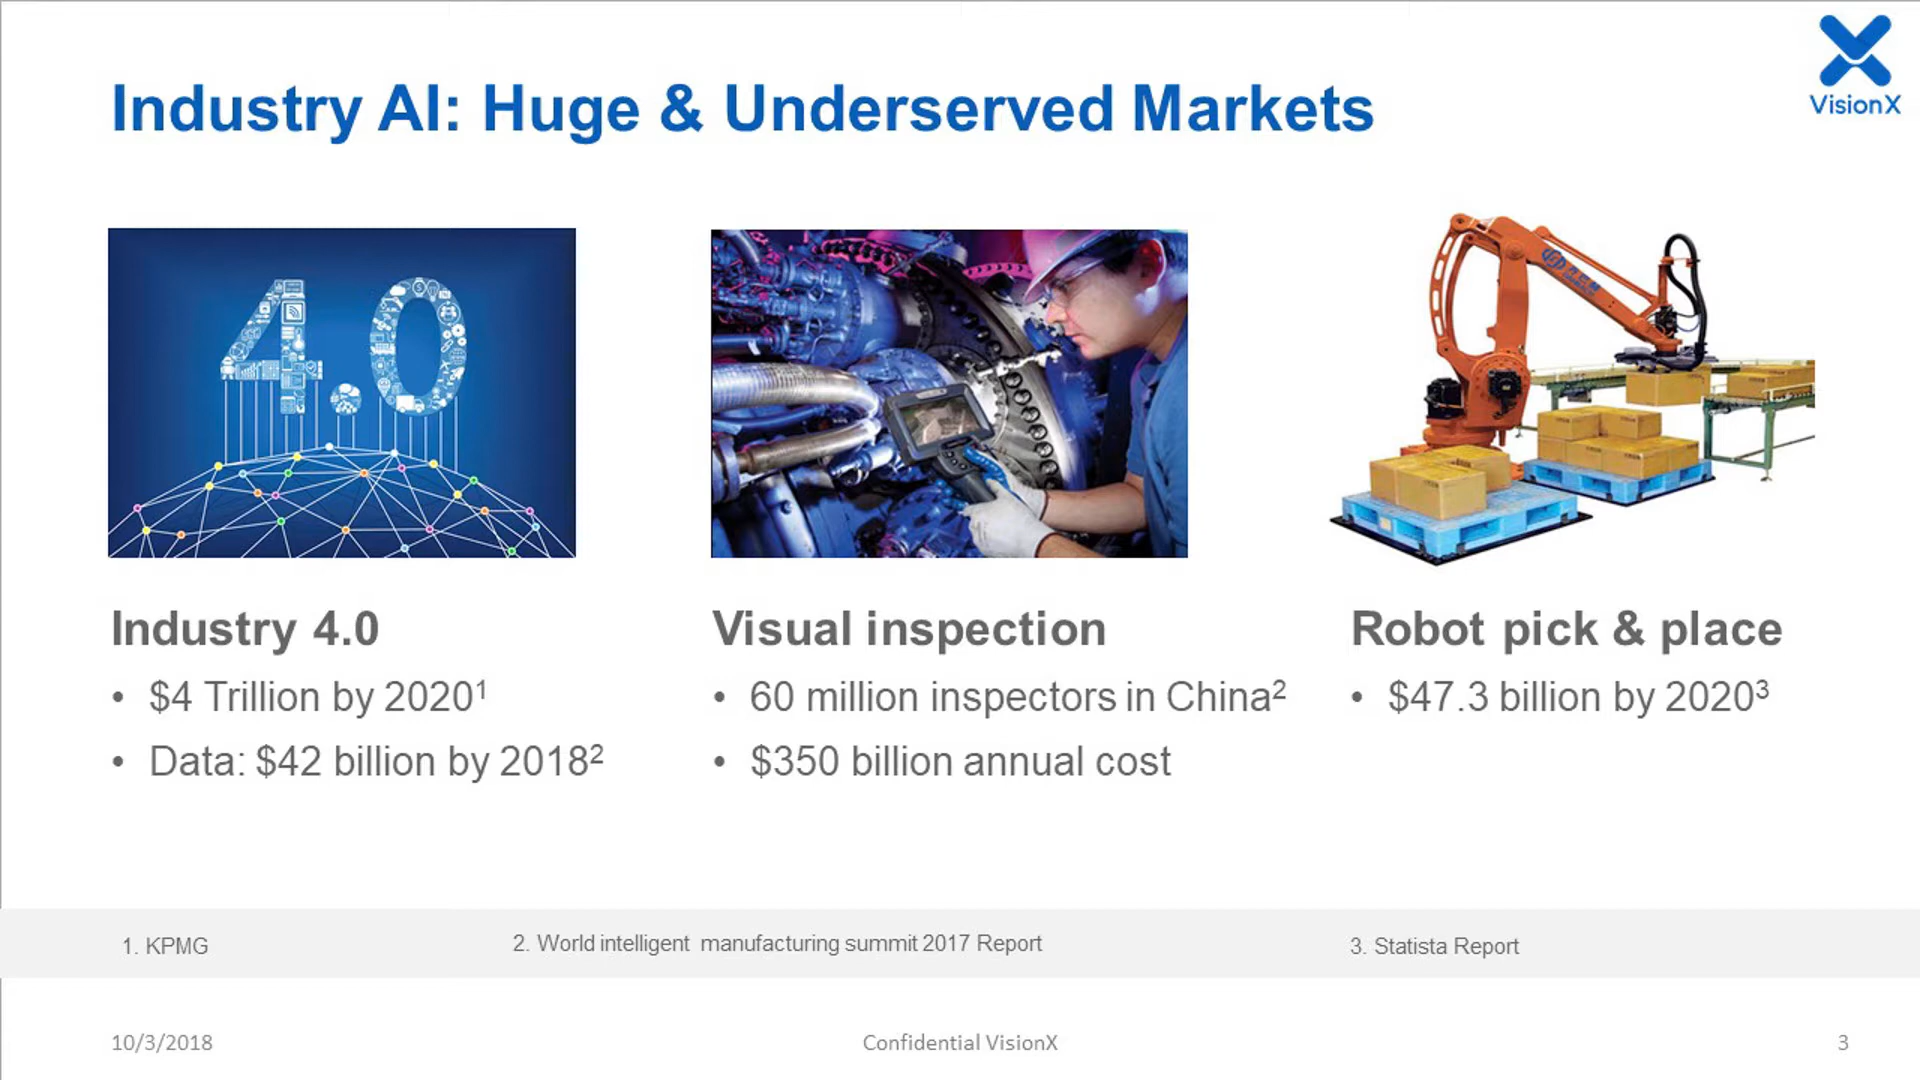 VisionX
Industry AI: Huge & Underserved Markets
4.0
Industry 4.0
• $4 Trillion by 2020¹
• Data: $42 billion by 2018²
Visual inspection
• 60 million inspectors in China²
• $350 billion annual cost
Robot pick & place
• $47.3 billion by 2020³
1. KPMG
2. World intelligent manufacturing summit 2017 Report
3. Statista Report
10/3/2018
Confidential VisionX
3